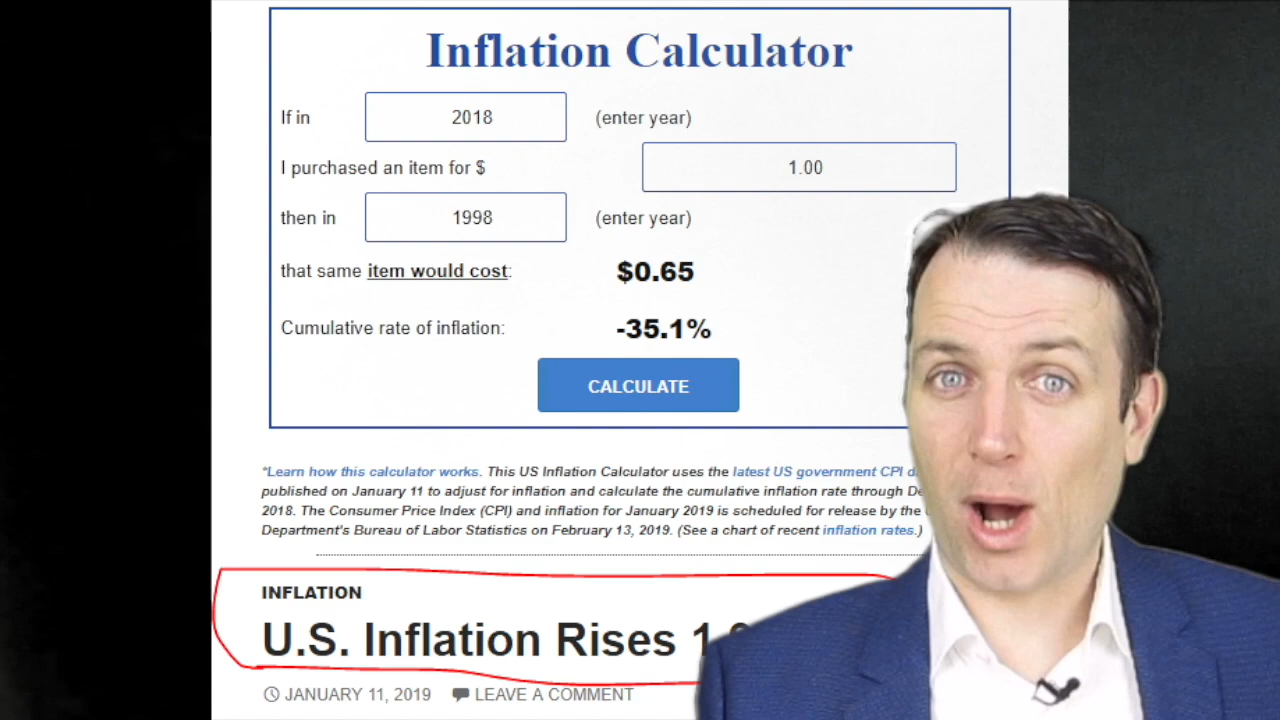 Inflation Calculator
If in 2018 (enter year)
I purchased an item for $ 1.00
then in 1998 (enter year)
that same item would cost: $0.65
Cumulative rate of inflation: -35.1%
CALCULATE
*Learn how this calculator works. This US Inflation Calculator uses the latest US government CPI
published on January 11 to adjust for inflation and calculate the cumulative inflation rate through
2018. The Consumer Price Index (CPI) and inflation for January 2019 is scheduled for release by the
Department's Bureau of Labor Statistics on February 13, 2019. (See a chart of recent inflation rates.)
INFLATION
U.S. Inflation Rises
JANUARY 11, 2019 LEAVE A COMMENT